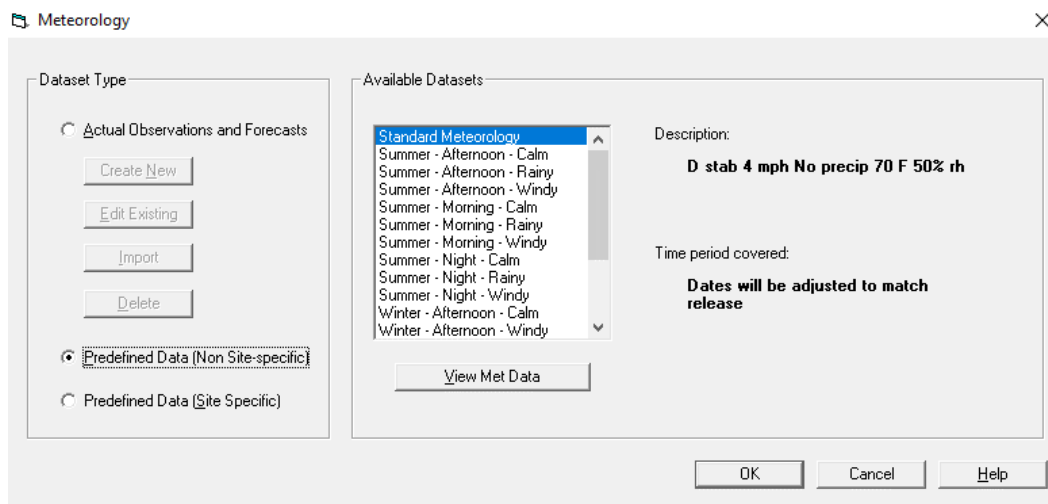 Meteorology
Dataset Type
Actual Observations and Forecasts
Create New
Edit Existing
Import
Delete
Predefined Data (Non Site-specific)
Predefined Data (Site Specific)
Available Datasets
Standard Meteorology
Summer - Afternoon - Calm
Summer - Afternoon - Rainy
Summer - Afternoon - Windy
Summer - Morning - Calm
Summer - Morning - Rainy
Summer - Morning - Windy
Summer - Night - Calm
Summer - Night - Rainy
Summer - Night - Windy
Winter - Afternoon - Calm
Winter - Afternoon - Windy
View Met Data
Description:
D stab 4 mph No precip 70 F 50% rh
Time period covered:
Dates will be adjusted to match
release
OK
Cancel
Help